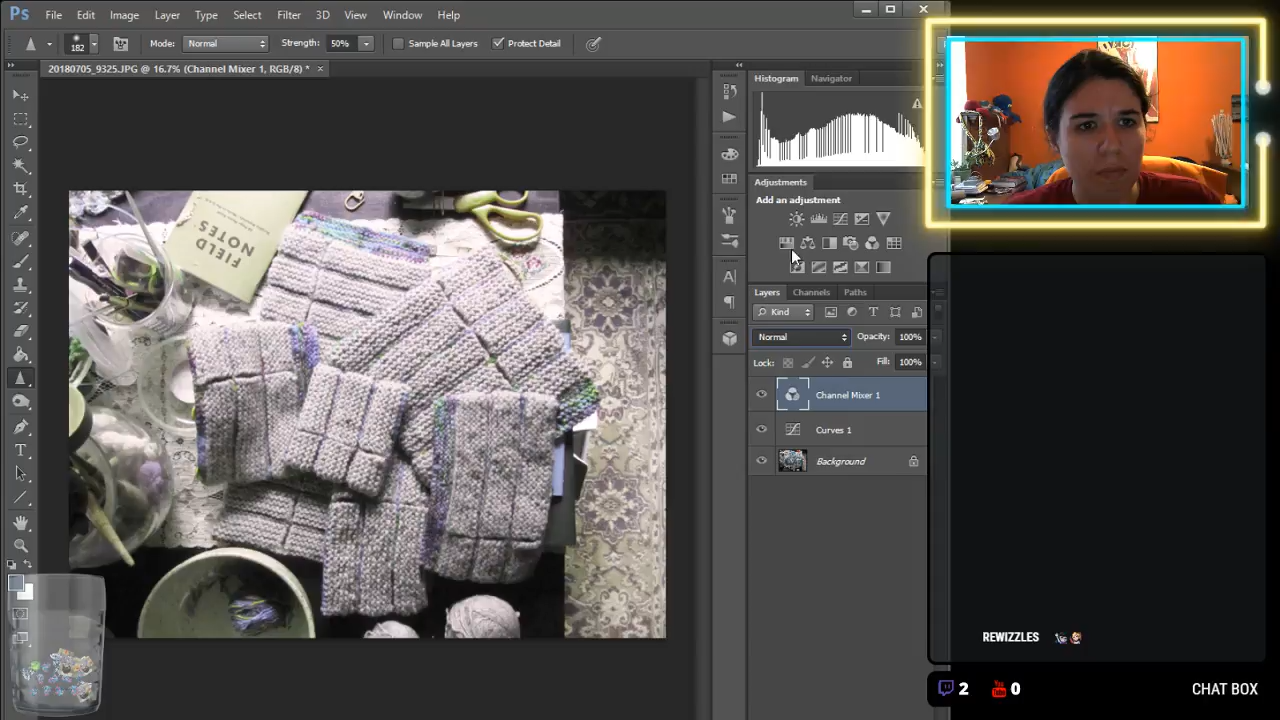 Ps File Edit Image Layer Type Select Filter 3D View Window Help
182 Mode: Normal Strength: 50% Sample All Layers Protect Detail
20180705_9325.JPG @ 16.7% (Channel Mixer 1, RGB/8) * ×
Histogram Navigator
Adjustments
Add an adjustment
FIELD
NOTES
Layers Channels Paths
Kind
Normal Opacity: 100%
Lock: Fill: 100%
Channel Mixer 1
Curves 1
Background
REWIZZLES
2 0 CHAT BOX